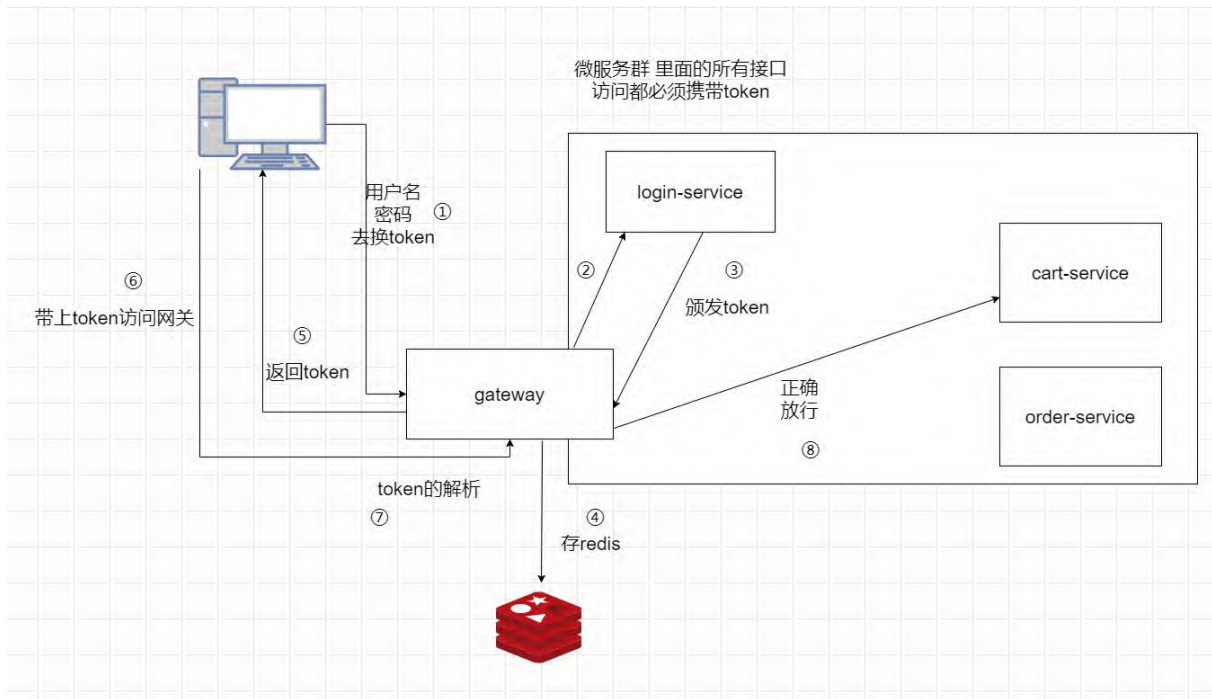 微服务群 里面的所有接口
访问都必须携带token
login-service
用户名
密码
去换token
①
②
③
颁发token
cart-service
⑥
带上token访问网关
⑤
返回token
gateway
正确
放行
⑧
order-service
token的解析
⑦
④
存redis